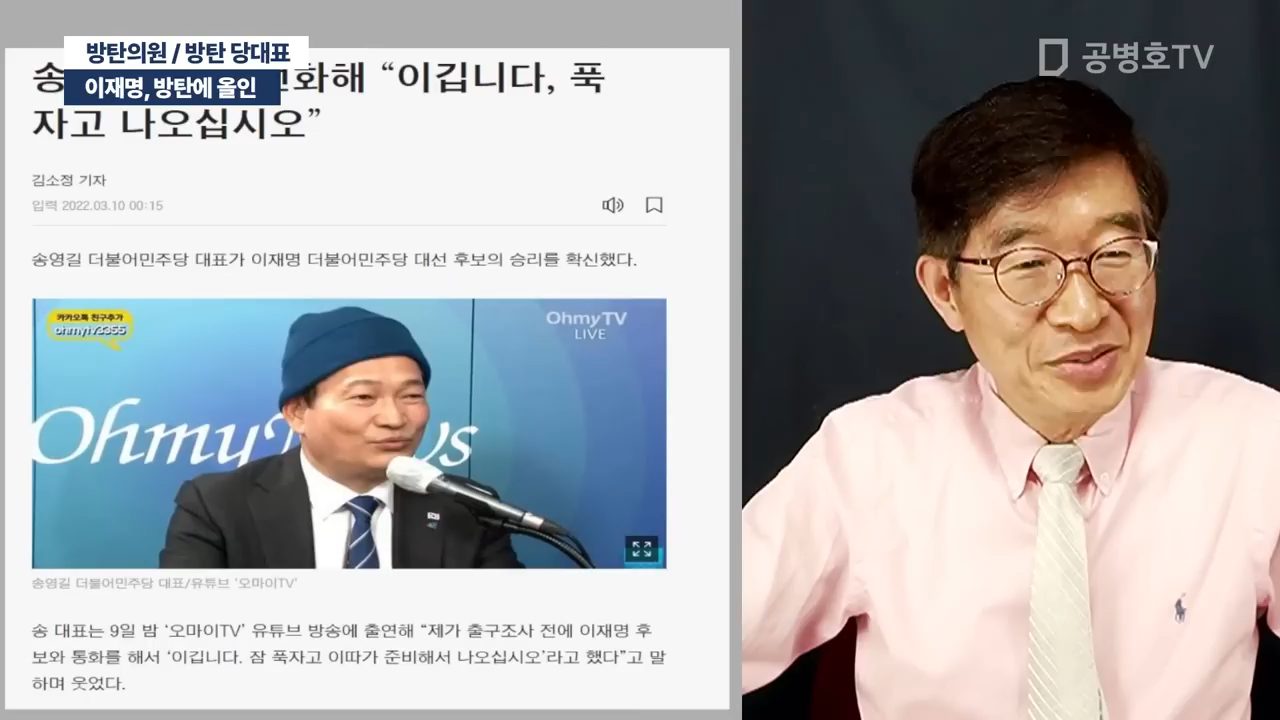 방탄의원 / 방탄 당대표
이재명, 방탄에 올인
송
화해 “이깁니다, 푹
자고 나오십시오”
김소정 기자
입력 2022.03.10 00:15
송영길 더불어민주당 대표가 이재명 더불어민주당 대선 후보의 승리를 확신했다.
카카오톡 친구추가
ohmytv3355
OhmyTV
LIVE
송영길 더불어민주당 대표/유튜브 '오마이TV'
송 대표는 9일 밤 ‘오마이TV’ 유튜브 방송에 출연해 “제가 출구조사 전에 이재명 후
보와 통화를 해서 ‘이깁니다. 잠 푹자고 이따가 준비해서 나오십시오’라고 했다”고 말
하며 웃었다.
공병호TV